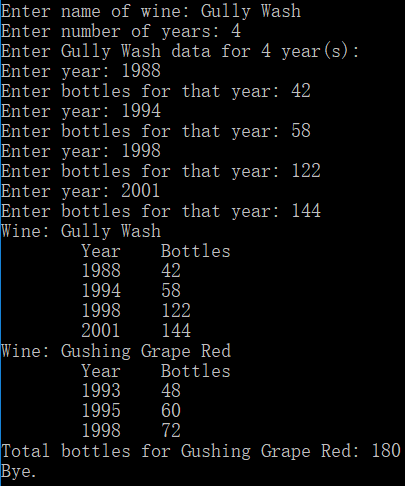 Enter name of wine: Gully Wash
Enter number of years: 4
Enter Gully Wash data for 4 year(s):
Enter year: 1988
Enter bottles for that year: 42
Enter year: 1994
Enter bottles for that year: 58
Enter year: 1998
Enter bottles for that year: 122
Enter year: 2001
Enter bottles for that year: 144
Wine: Gully Wash
Year Bottles
1988 42
1994 58
1998 122
2001 144
Wine: Gushing Grape Red
Year Bottles
1993 48
1995 60
1998 72
Total bottles for Gushing Grape Red: 180
Bye.